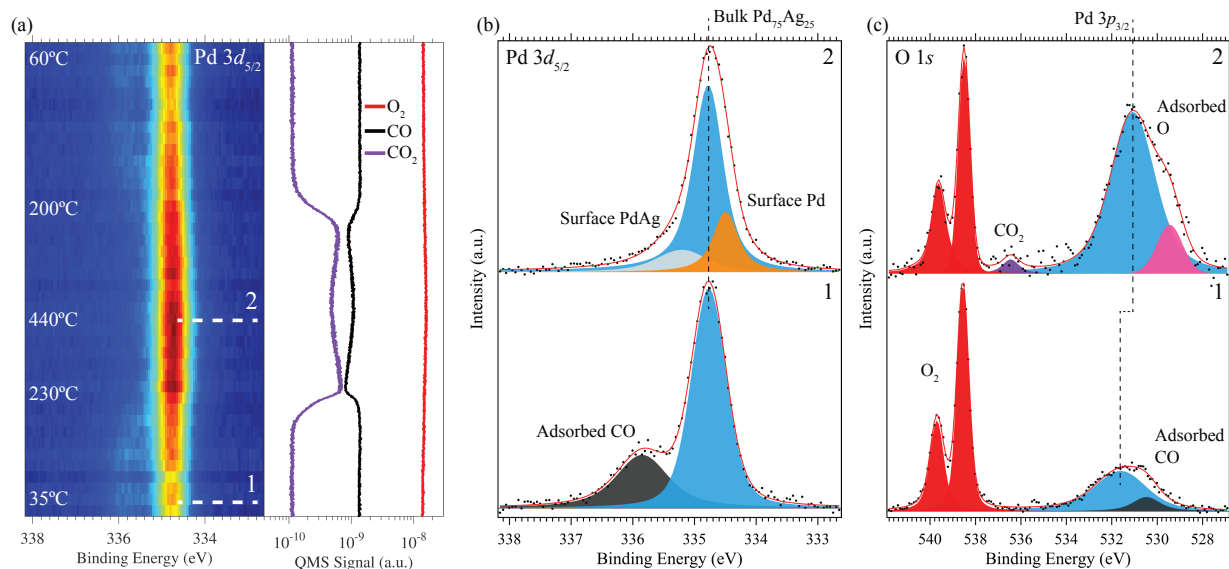 (a)
60ºC
Pd 3d5/2
200ºC
2
440ºC
230ºC
1
35ºC
338
336
334
Binding Energy (eV)
O2
CO
CO2
10-10
10-9
10-8
QMS Signal (a.u.)
(b)
Bulk Pd75Ag25
Pd 3d5/2
2
Surface PdAg
Surface Pd
1
Adsorbed CO
Intensity (a.u.)
338
337
336
335
334
333
Binding Energy (eV)
(c)
Pd 3p3/2
O 1s
2
Adsorbed
O
CO2
1
O2
Adsorbed
CO
Intensity (a.u.)
540
538
536
534
532
530
528
Binding Energy (eV)